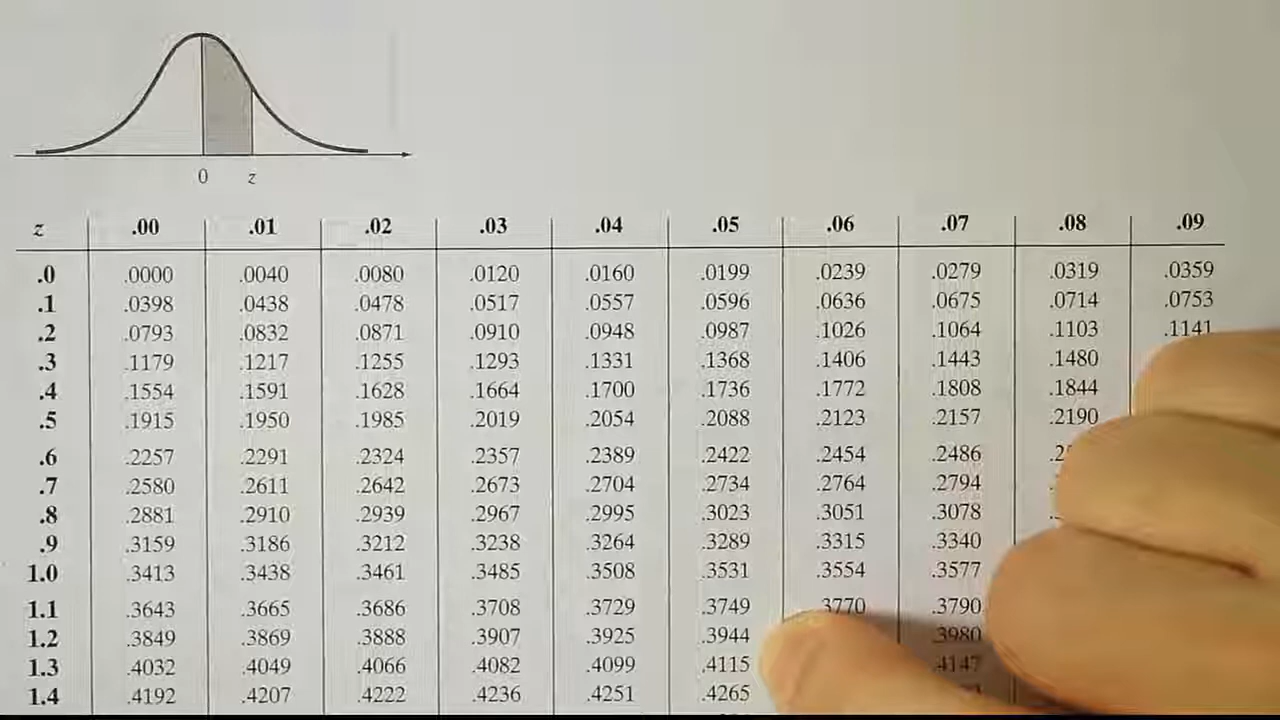 0 z
z .00 .01 .02 .03 .04 .05 .06 .07 .08 .09
.0 .0000 .0040 .0080 .0120 .0160 .0199 .0239 .0279 .0319 .0359
.1 .0398 .0438 .0478 .0517 .0557 .0596 .0636 .0675 .0714 .0753
.2 .0793 .0832 .0871 .0910 .0948 .0987 .1026 .1064 .1103 .1141
.3 .1179 .1217 .1255 .1293 .1331 .1368 .1406 .1443 .1480
.4 .1554 .1591 .1628 .1664 .1700 .1736 .1772 .1808 .1844
.5 .1915 .1950 .1985 .2019 .2054 .2088 .2123 .2157 .2190
.6 .2257 .2291 .2324 .2357 .2389 .2422 .2454 .2486
.7 .2580 .2611 .2642 .2673 .2704 .2734 .2764 .2794
.8 .2881 .2910 .2939 .2967 .2995 .3023 .3051 .3078
.9 .3159 .3186 .3212 .3238 .3264 .3289 .3315 .3340
1.0 .3413 .3438 .3461 .3485 .3508 .3531 .3554 .3577
1.1 .3643 .3665 .3686 .3708 .3729 .3749 .3770 .3790
1.2 .3849 .3869 .3888 .3907 .3925 .3944 .3980
1.3 .4032 .4049 .4066 .4082 .4099 .4115 .4147
1.4 .4192 .4207 .4222 .4236 .4251 .4265